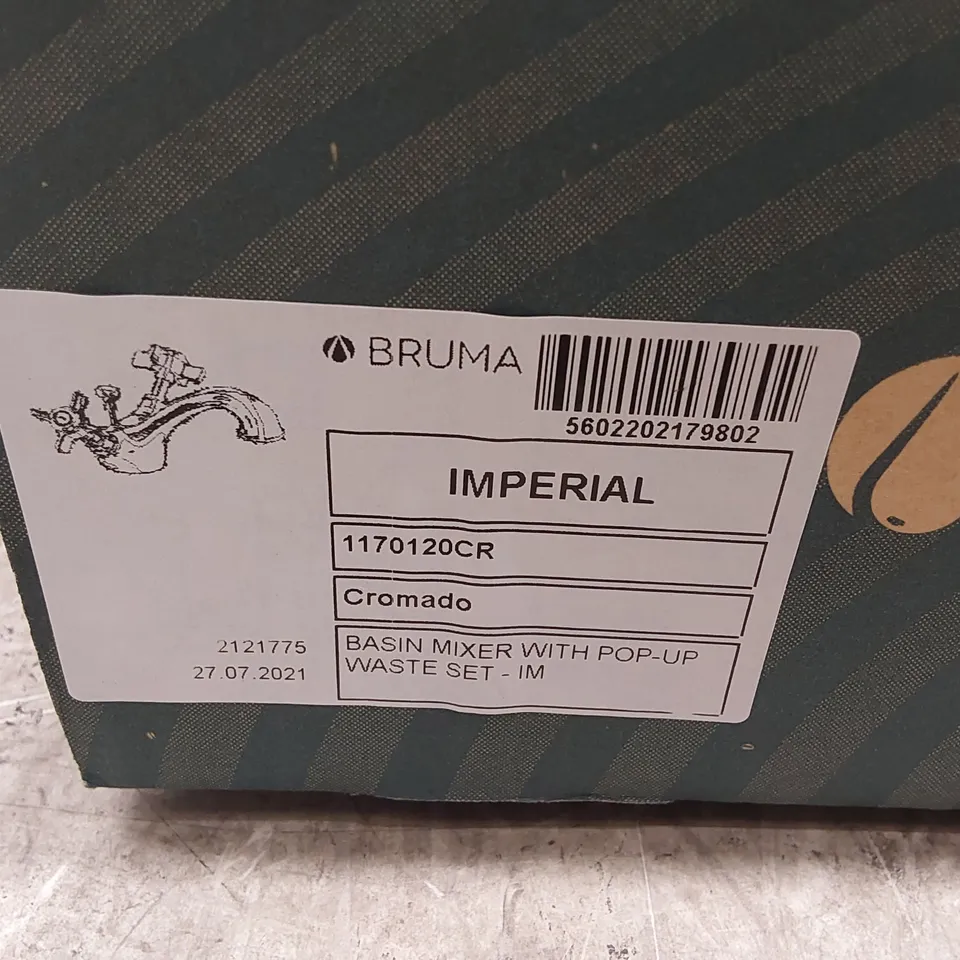 BRUMA
5602202179802
IMPERIAL
1170120CR
Cromado
BASIN MIXER WITH POP-UP
WASTE SET - IM
2121775
27.07.2021